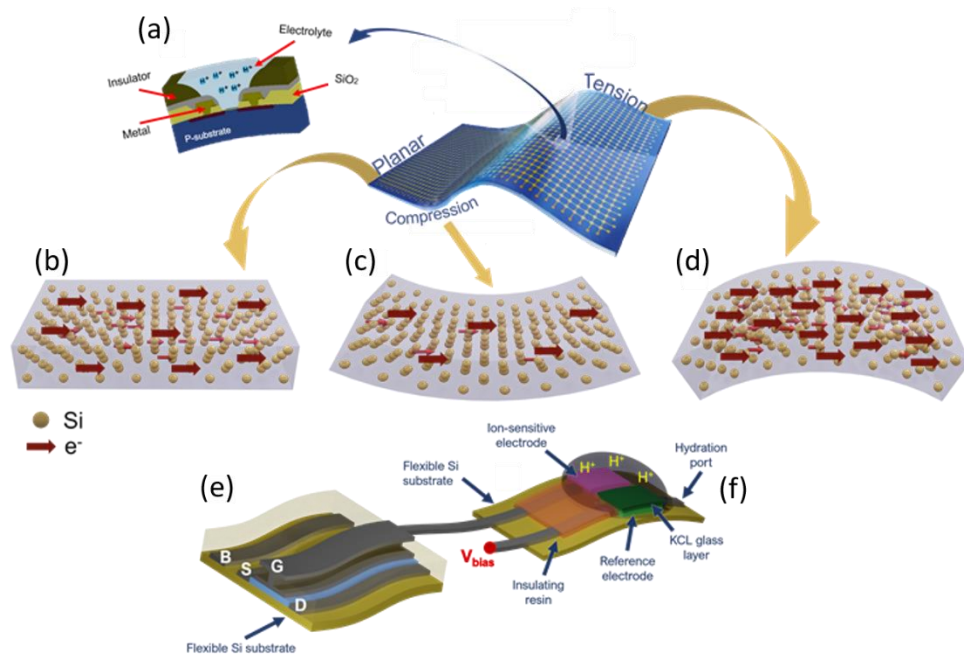 (a)
Electrolyte
H⁺ H⁺ H⁺
Insulator
SiO₂
Metal
P-substrate
Tension
Planar
Compression
(b)
(c)
(d)
Si
e⁻
Ion-sensitive
electrode
Hydration
port
H⁺ H⁺ H⁺
Flexible Si
substrate
(e)
(f)
B
S
G
D
V bias
KCL glass
layer
Reference
electrode
Insulating
resin
Flexible Si substrate